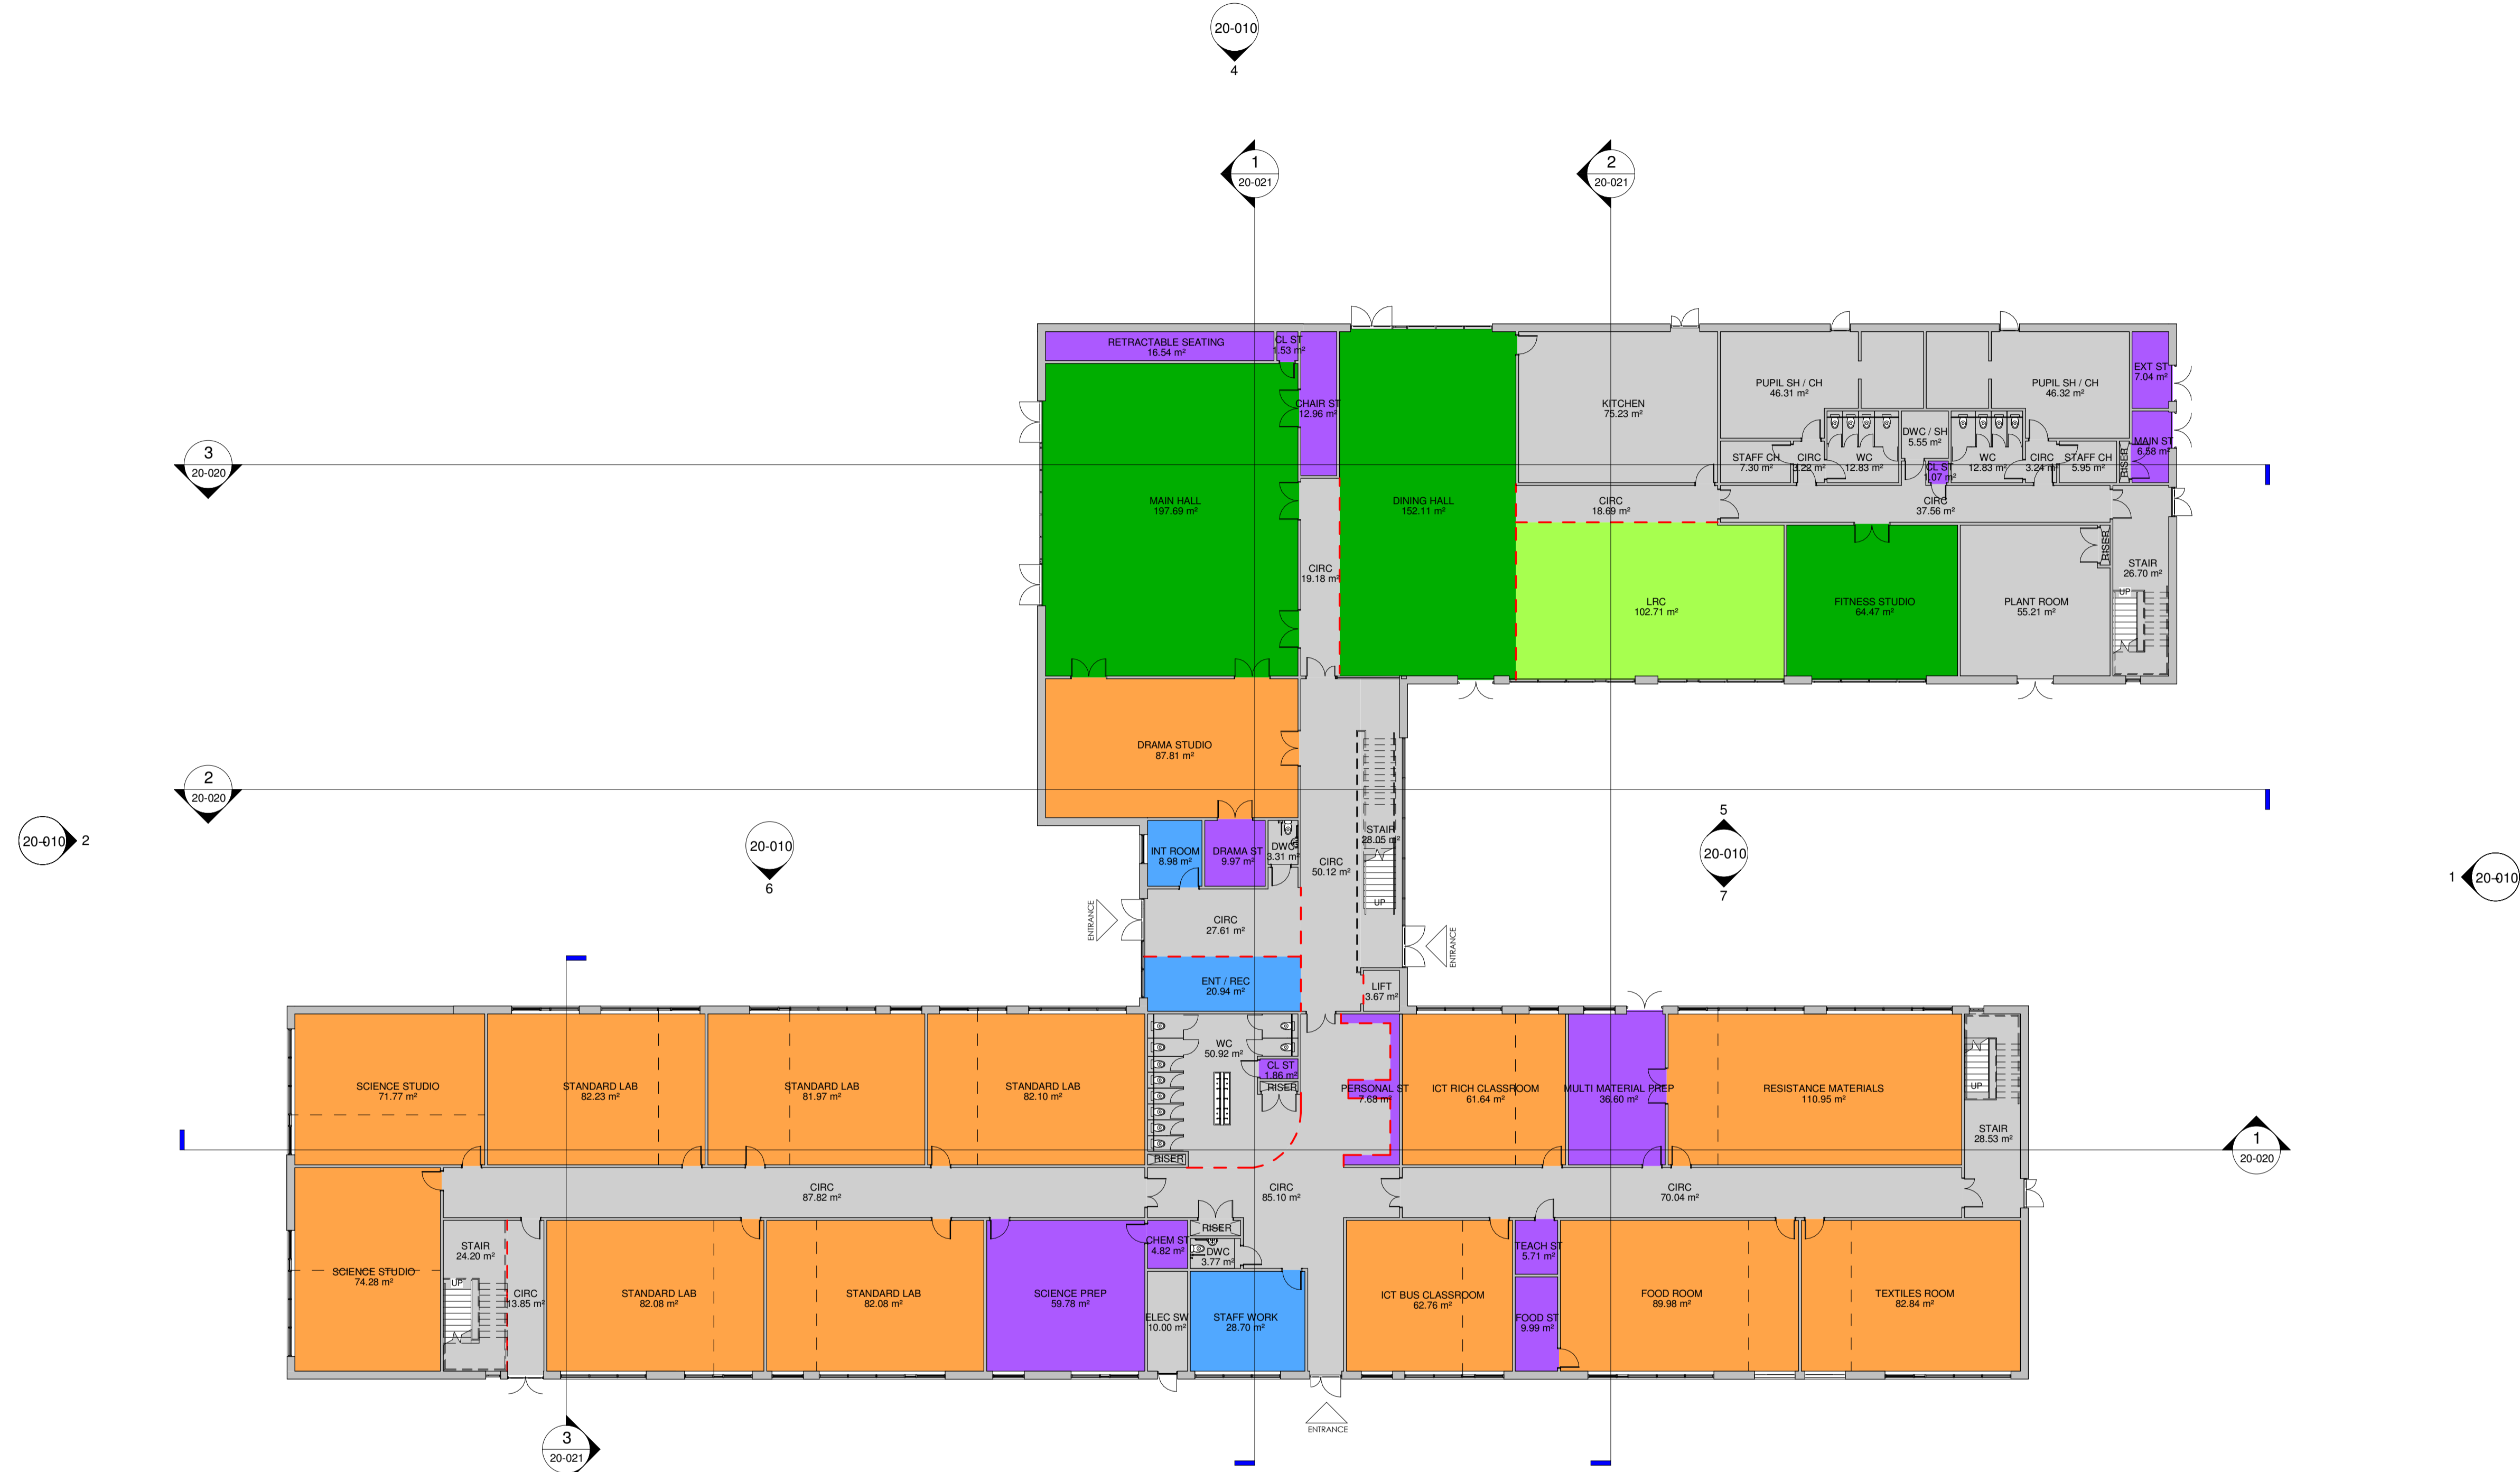 20-010
4
1
20-021
2
20-021
RETRACTABLE SEATING
16.54 m²
CL ST
1.53 m²
CHAIR ST
12.96 m²
KITCHEN
75.23 m²
PUPIL SH / CH
46.31 m²
PUPIL SH / CH
46.32 m²
EXT ST
7.04 m²
DWC / SH
5.55 m²
MAIN ST
6.58 m²
3
20-020
STAFF CH
7.30 m²
CIRC
3.22 m²
WC
12.83 m²
CL ST
1.07 m²
WC
12.83 m²
CIRC
3.24 m²
STAFF CH
5.95 m²
RISER
MAIN HALL
197.69 m²
DINING HALL
152.11 m²
CIRC
18.69 m²
CIRC
37.56 m²
RISER
CIRC
19.18 m²
STAIR
26.70 m²
UP
LRC
102.71 m²
FITNESS STUDIO
64.47 m²
PLANT ROOM
55.21 m²
DRAMA STUDIO
87.81 m²
2
20-020
20-010
2
20-010
6
INT ROOM
8.98 m²
DRAMA ST
9.97 m²
DWC
3.31 m²
CIRC
50.12 m²
STAIR
28.05 m²
UP
5
20-010
7
1
20-010
ENTRANCE
CIRC
27.61 m²
ENTRANCE
ENT / REC
20.94 m²
LIFT
3.67 m²
WC
50.92 m²
CL ST
1.86 m²
RISER
SCIENCE STUDIO
71.77 m²
STANDARD LAB
82.23 m²
STANDARD LAB
81.97 m²
STANDARD LAB
82.10 m²
PERSONAL ST
7.68 m²
ICT RICH CLASSROOM
61.64 m²
MULTI MATERIAL PREP
36.60 m²
RESISTANCE MATERIALS
110.95 m²
UP
STAIR
28.53 m²
RISER
1
20-020
CIRC
87.82 m²
CIRC
85.10 m²
CIRC
70.04 m²
RISER
STAIR
24.20 m²
UP
CHEM ST
4.82 m²
DWC
3.77 m²
TEACH ST
5.71 m²
SCIENCE STUDIO
74.28 m²
CIRC
13.85 m²
STANDARD LAB
82.08 m²
STANDARD LAB
82.08 m²
SCIENCE PREP
59.78 m²
ELEC SW
10.00 m²
STAFF WORK
28.70 m²
ICT BUS CLASSROOM
62.76 m²
FOOD ST
9.99 m²
FOOD ROOM
89.98 m²
TEXTILES ROOM
82.84 m²
ENTRANCE
3
20-021